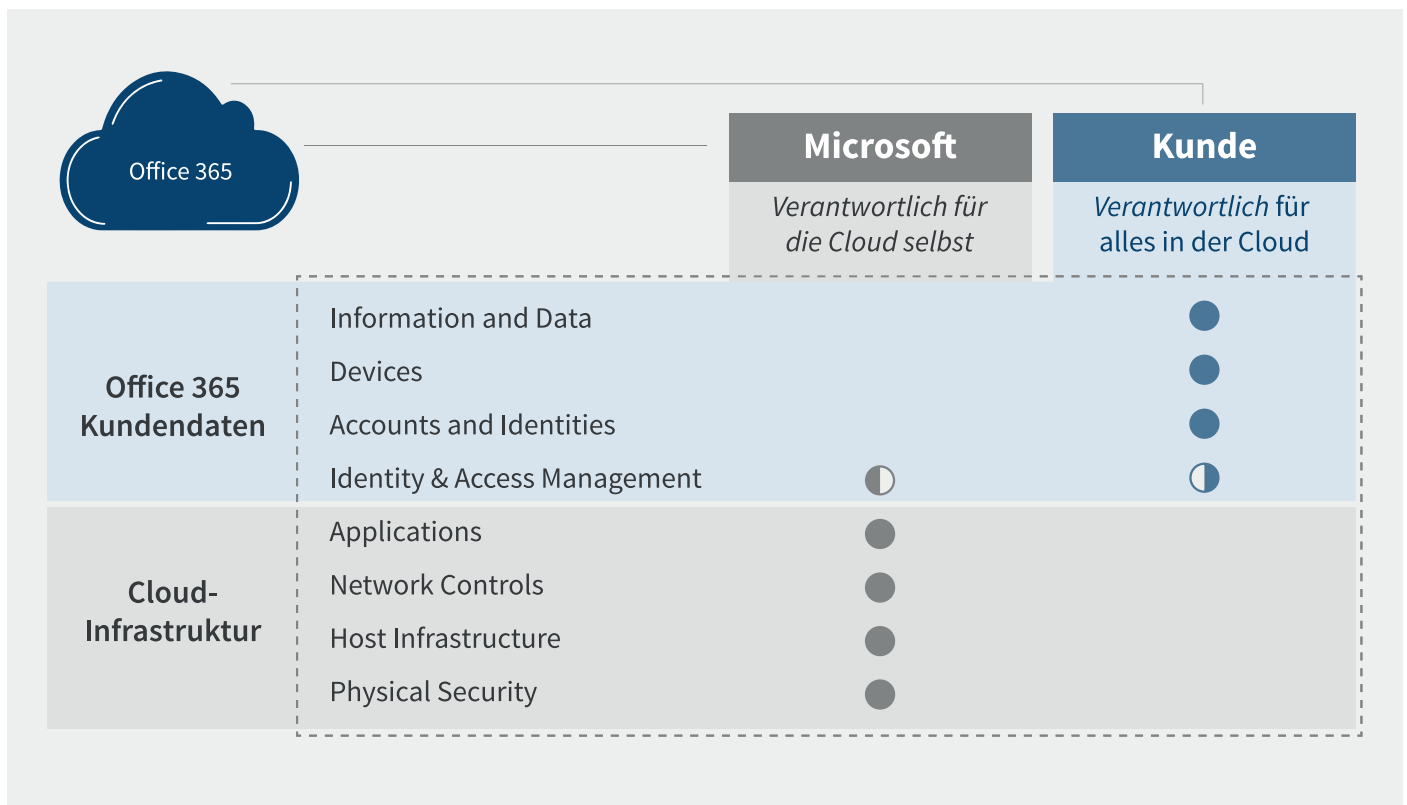 Office 365
Microsoft
Kunde
Verantwortlich für
die Cloud selbst
Verantwortlich für
alles in der Cloud
Office 365
Kundendaten
Information and Data
Devices
Accounts and Identities
Identity & Access Management
Cloud-
Infrastruktur
Applications
Network Controls
Host Infrastructure
Physical Security